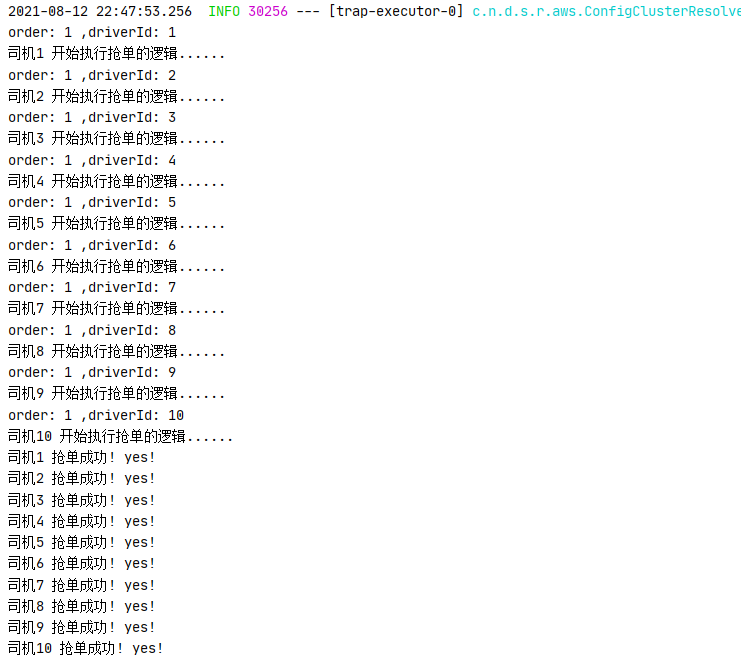 2021-08-12 22:47:53.256  INFO 30256 --- [trap-executor-0] c.n.d.s.r.aws.ConfigClusterResolve
order: 1 ,driverId: 1
司机1 开始执行抢单的逻辑......
order: 1 ,driverId: 2
司机2 开始执行抢单的逻辑......
order: 1 ,driverId: 3
司机3 开始执行抢单的逻辑......
order: 1 ,driverId: 4
司机4 开始执行抢单的逻辑......
order: 1 ,driverId: 5
司机5 开始执行抢单的逻辑......
order: 1 ,driverId: 6
司机6 开始执行抢单的逻辑......
order: 1 ,driverId: 7
司机7 开始执行抢单的逻辑......
order: 1 ,driverId: 8
司机8 开始执行抢单的逻辑......
order: 1 ,driverId: 9
司机9 开始执行抢单的逻辑......
order: 1 ,driverId: 10
司机10 开始执行抢单的逻辑......
司机1 抢单成功! yes!
司机2 抢单成功! yes!
司机3 抢单成功! yes!
司机4 抢单成功! yes!
司机5 抢单成功! yes!
司机6 抢单成功! yes!
司机7 抢单成功! yes!
司机8 抢单成功! yes!
司机9 抢单成功! yes!
司机10 抢单成功! yes!